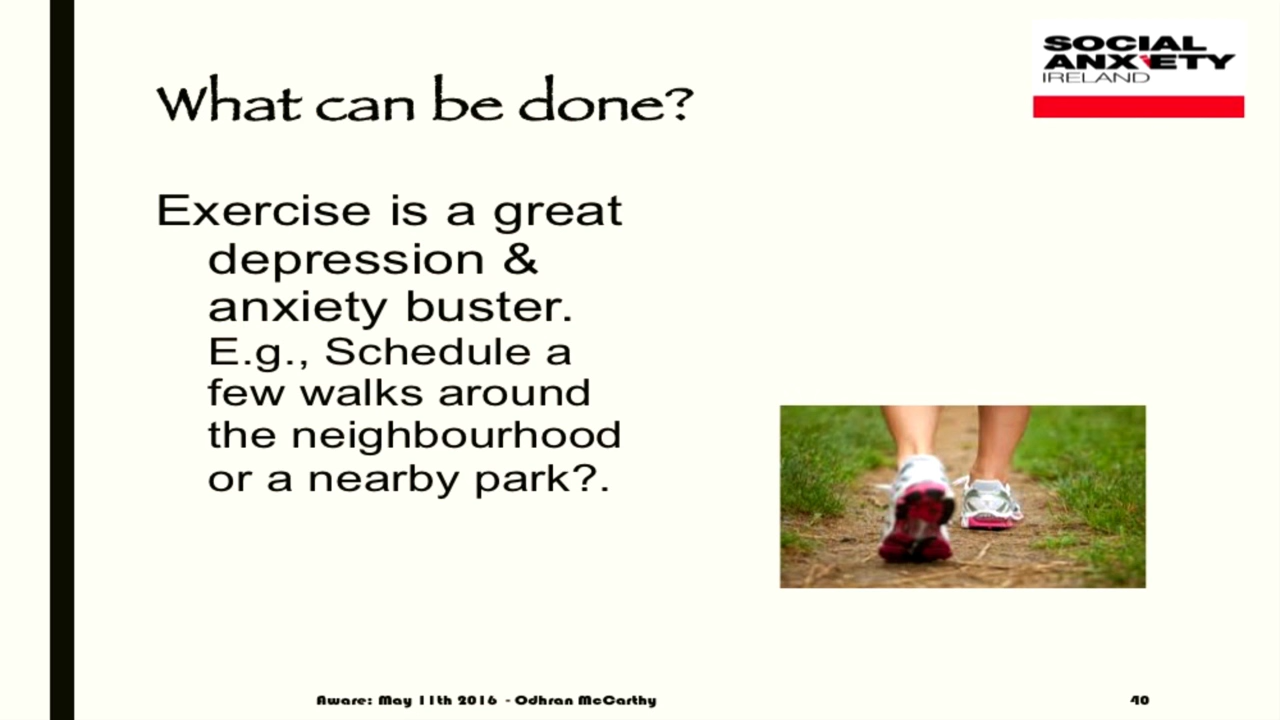 SOCIAL
ANXIETY
IRELAND
What can be done?
Exercise is a great
depression &
anxiety buster.
E.g., Schedule a
few walks around
the neighbourhood
or a nearby park?.
Aware: May 11th 2016 - Odhran McCarthy
40